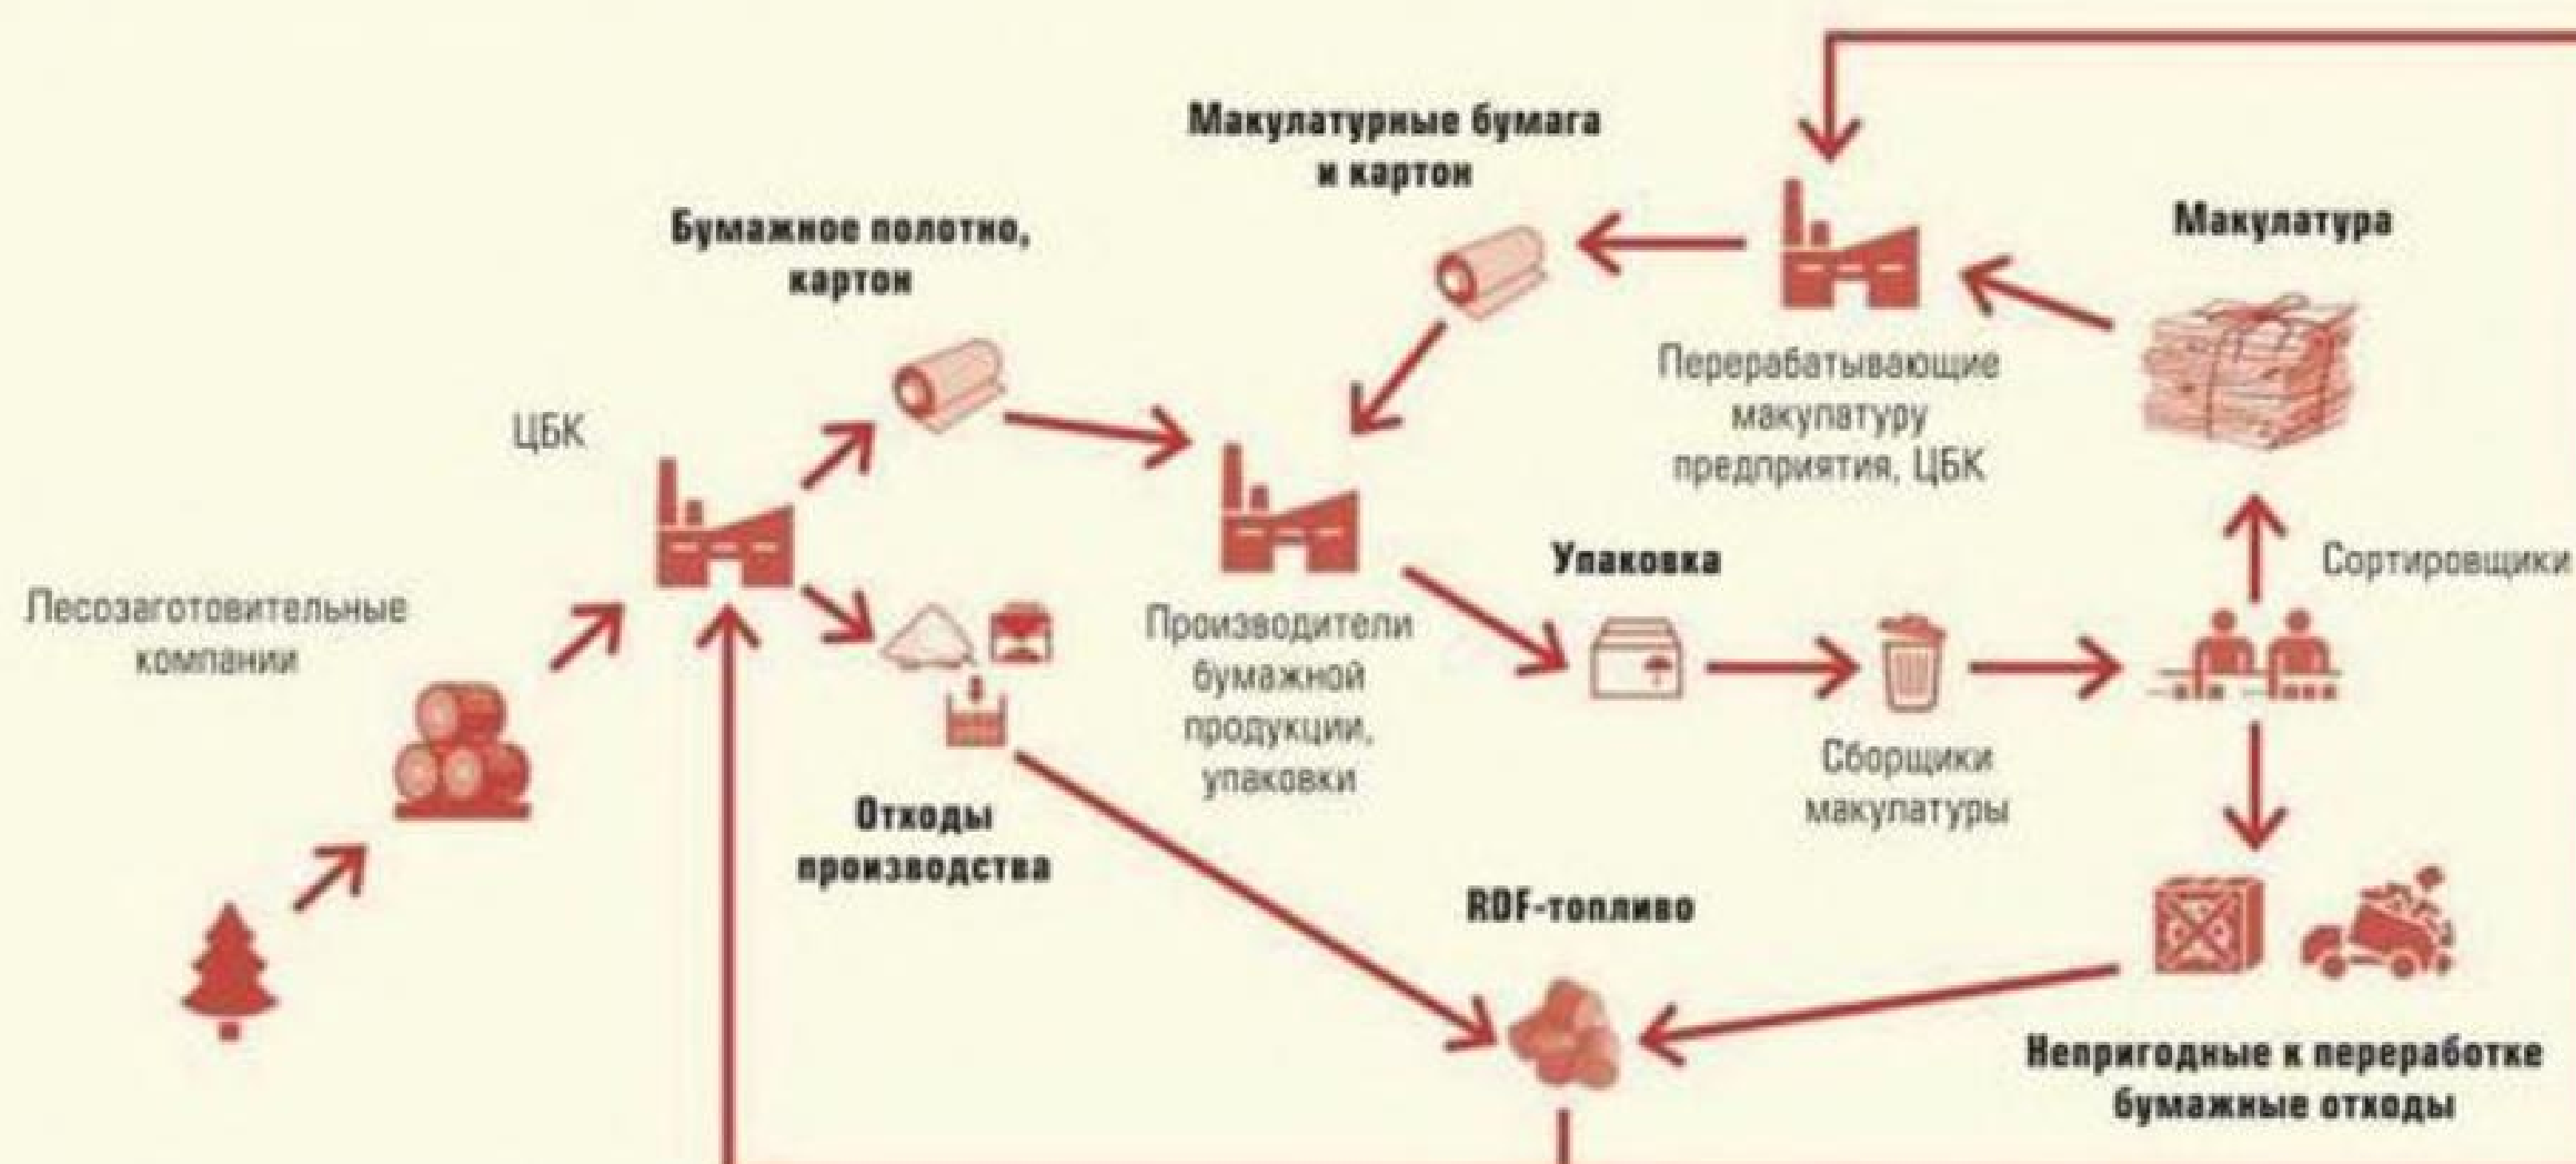 Макулатурные бумага
и картон
Бумажное полотно,
картон
Макулатура
ЦБК
Перерабатывающие
макулатуру
предприятия, ЦБК
Лесозаготовительные
компании
Упаковка
Сортировщики
Производители
бумажной
продукции,
упаковки
Сборщики
макулатуры
Отходы
производства
RDF-топливо
Непригодные к переработке
бумажные отходы